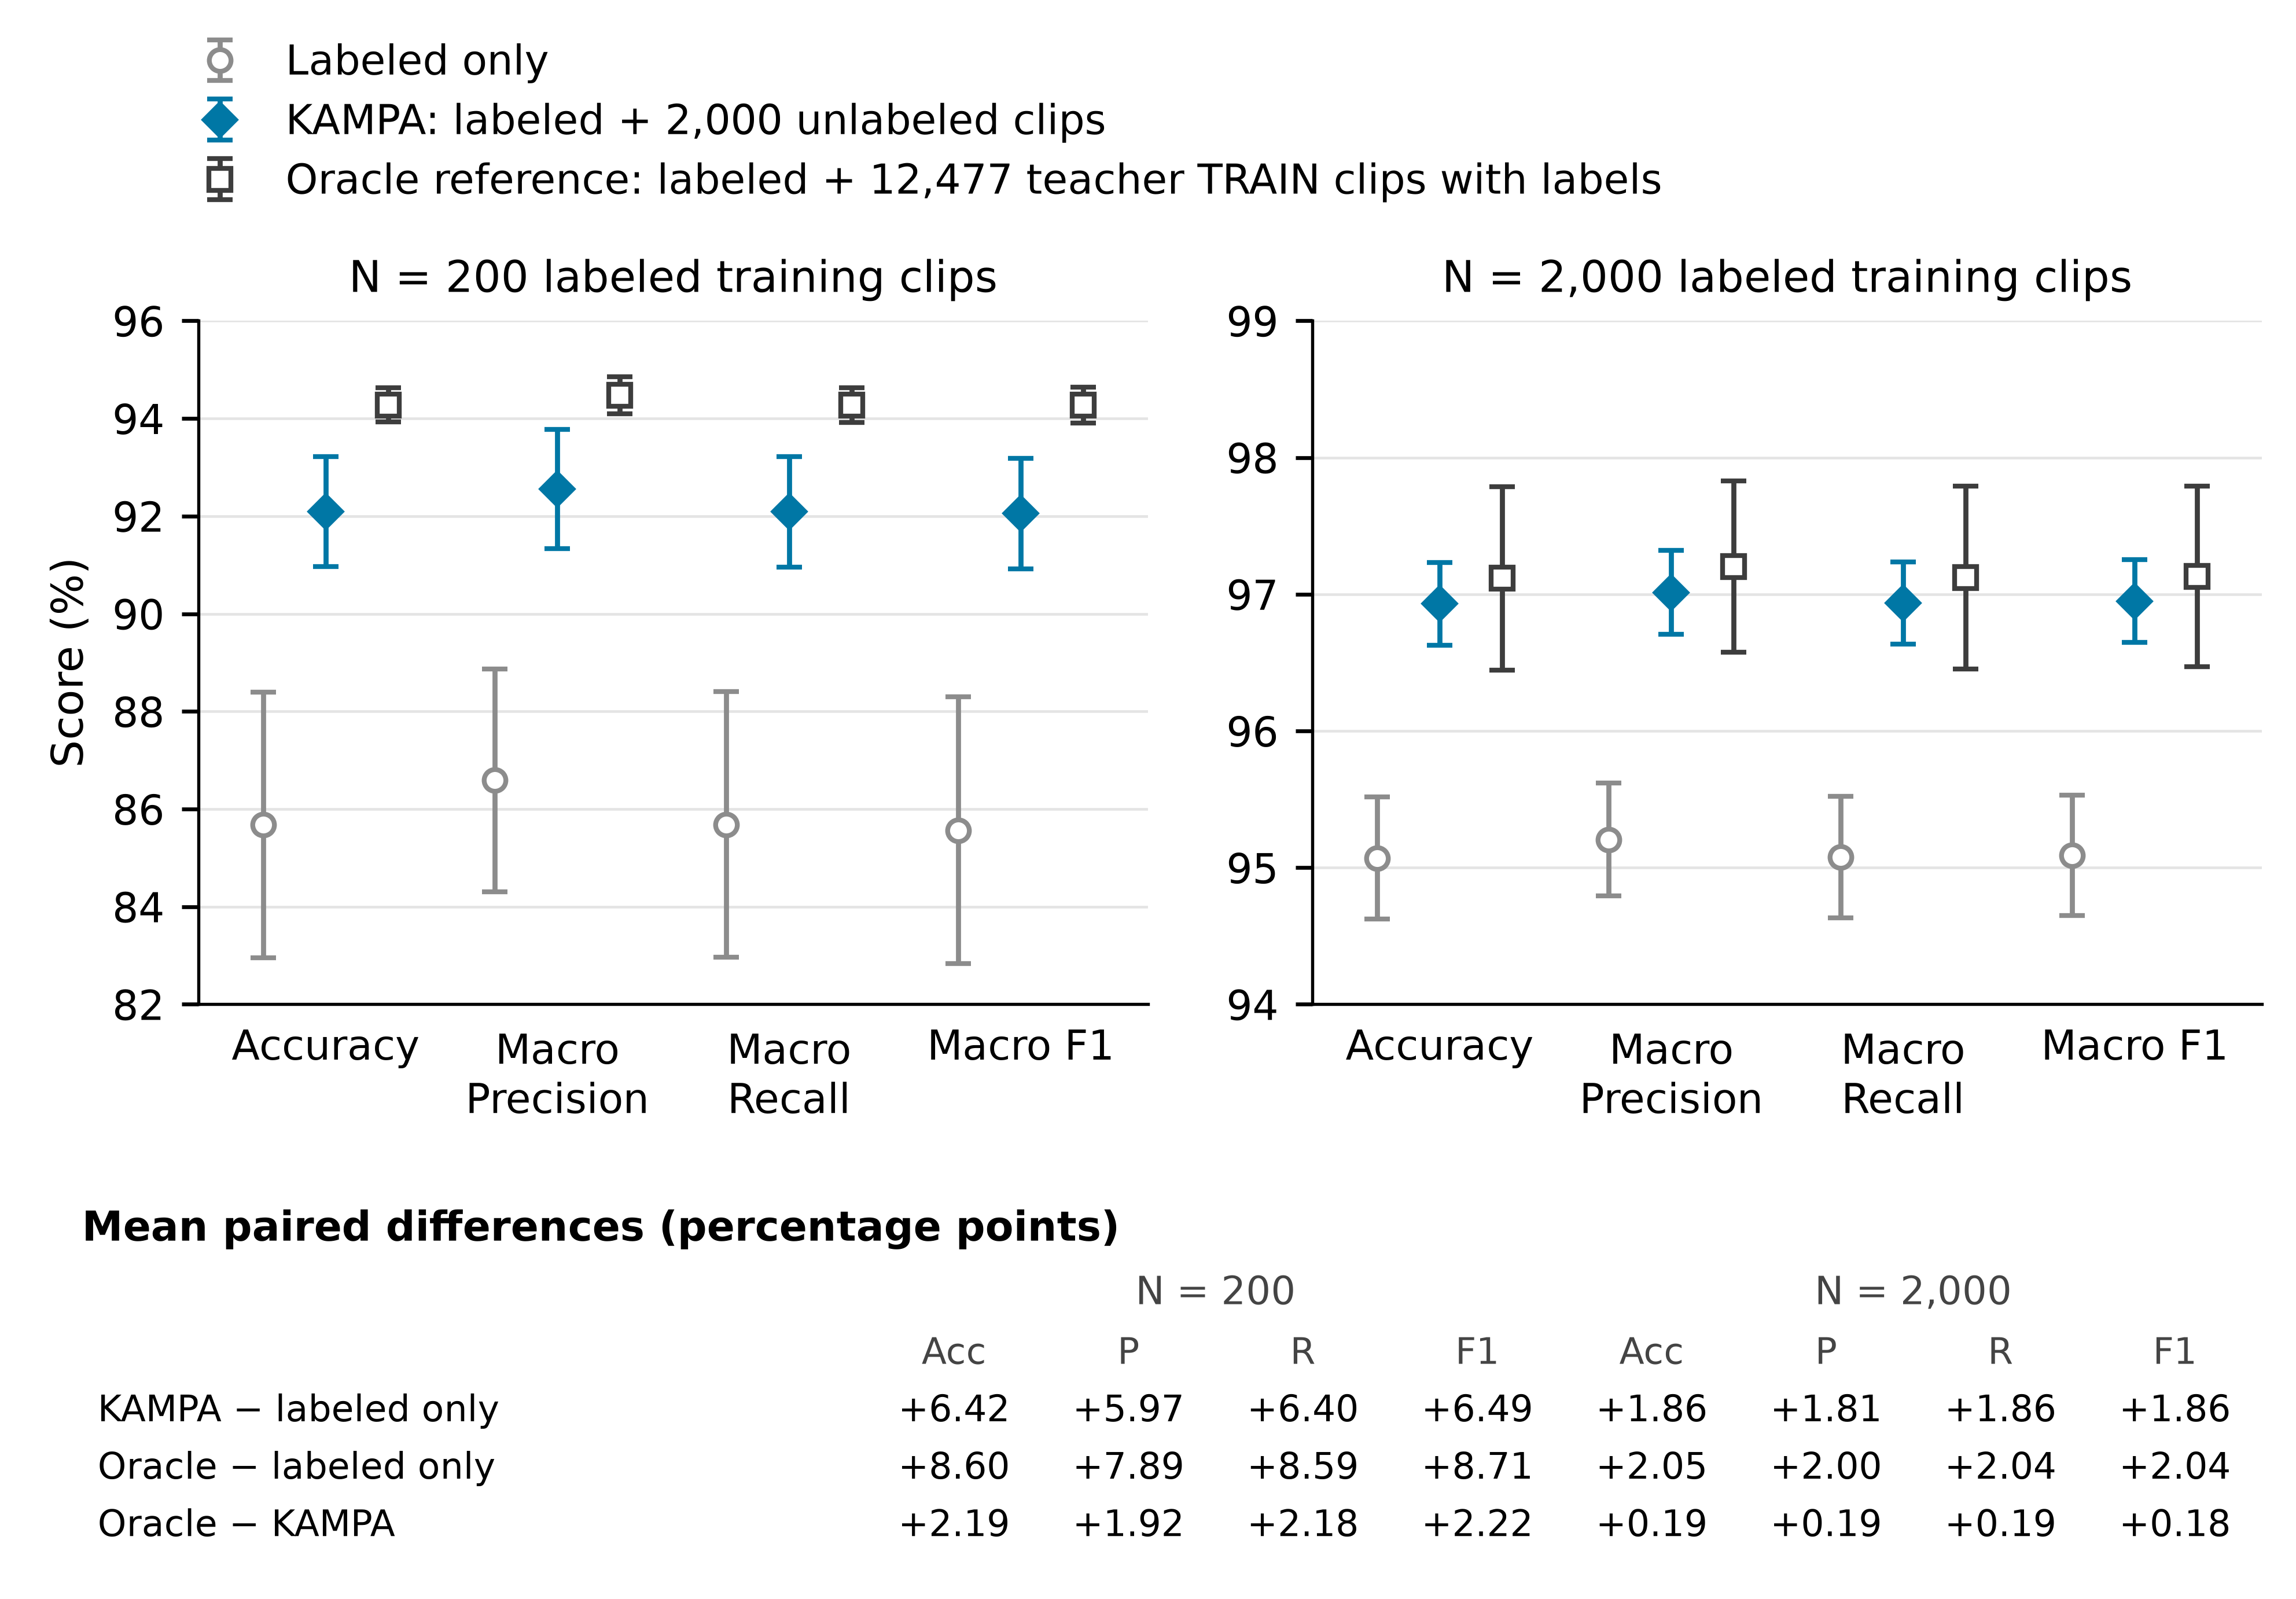 Labeled only
KAMPA: labeled + 2,000 unlabeled clips
Oracle reference: labeled + 12,477 teacher TRAIN clips with labels
N = 200 labeled training clips
96
94
92
90
88
86
84
82
Score (%)
Accuracy
Macro
Precision
Macro
Recall
Macro F1
N = 2,000 labeled training clips
99
98
97
96
95
94
Accuracy
Macro
Precision
Macro
Recall
Macro F1
Mean paired differences (percentage points)
N = 200 N = 2,000
Acc P R F1 Acc P R F1
KAMPA − labeled only +6.42 +5.97 +6.40 +6.49 +1.86 +1.81 +1.86 +1.86
Oracle − labeled only +8.60 +7.89 +8.59 +8.71 +2.05 +2.00 +2.04 +2.04
Oracle − KAMPA +2.19 +1.92 +2.18 +2.22 +0.19 +0.19 +0.19 +0.18